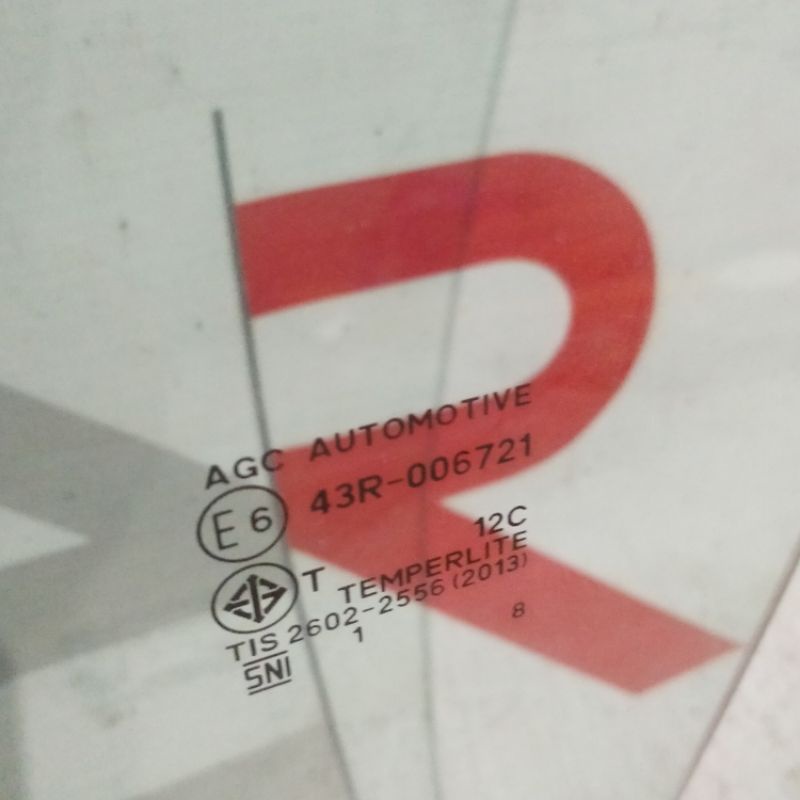 R
AGC AUTOMOTIVE
E6 43R-006721
12C
T TEMPERLITE
TIS 2602-2556 (2013)
SNI 1 8